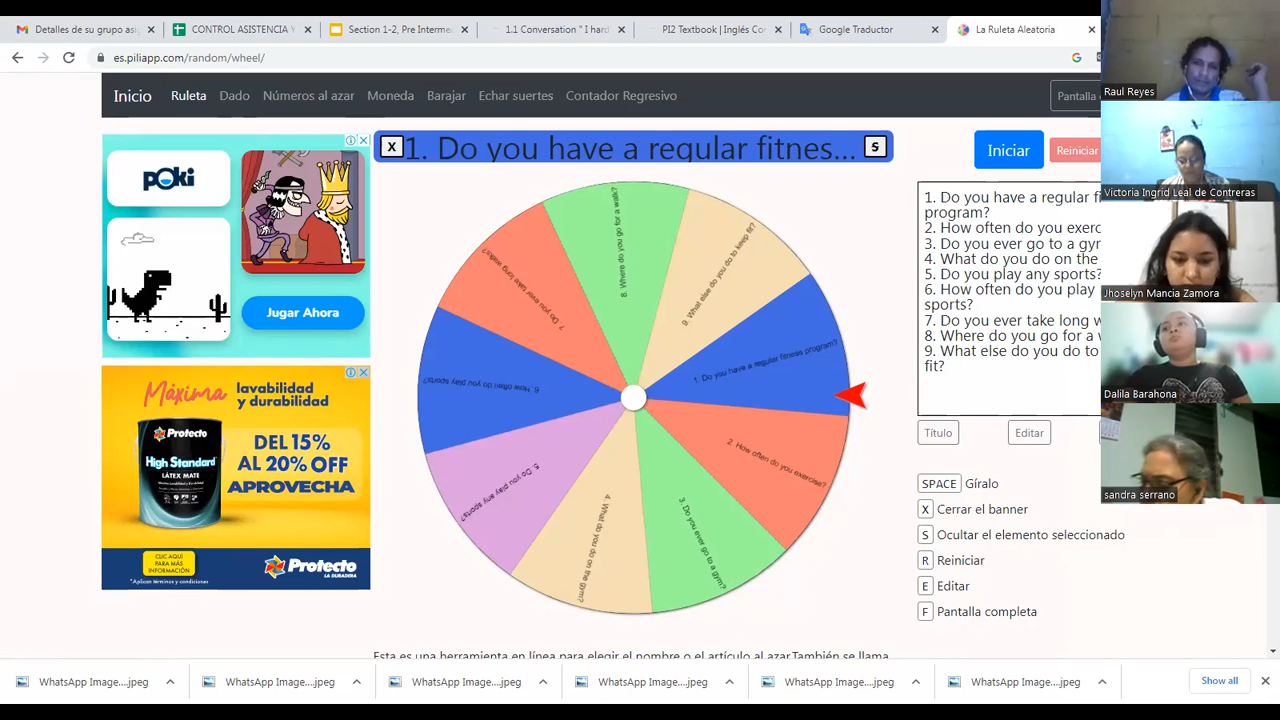 Detalles de su grupo asi
CONTROL ASISTENCIA Y
Section 1-2, Pre Interme
1.1 Conversation " I hard
PI2 Textbook | Inglés Co
Google Traductor
La Ruleta Aleatoria
es.piliapp.com/random/wheel/
Inicio Ruleta Dado Números al azar Moneda Barajar Echar suertes Contador Regresivo
Pantalla
X 1. Do you have a regular fitnes... S
Iniciar
Reiniciar
poki
Jugar Ahora
Máxima lavabilidad
y durabilidad
Protecto
High Standard
LÁTEX MATE
DEL 15%
AL 20% OFF
APROVECHA
CLIC AQUÍ
PARA MÁS
INFORMACIÓN
*Aplican términos y condiciones
Protecto
LA DURADERA
8. Where do you go for a walk?
9. What else do you do to keep fit?
1. Do you have a regular fitness program?
2. How often do you exercise?
3. Do you ever go to a gym?
4. What do you do on the gym?
5. Do you play any sports?
6. How often do you play sports?
7. Do you ever take long walks?
1. Do you have a regular fi
program?
2. How often do you exerc
3. Do you ever go to a gyr
4. What do you do on the
5. Do you play any sports?
6. How often do you play
sports?
7. Do you ever take long w
8. Where do you go for a w
9. What else do you do to
fit?
Título
Editar
SPACE Gíralo
X Cerrar el banner
S Ocultar el elemento seleccionado
R Reiniciar
E Editar
F Pantalla completa
Esta es una herramienta en línea para elegir el nombre o el artículo al azar.También se llama
Raul Reyes
Victoria Ingrid Leal de Contreras
Jhoselyn Mancia Zamora
Dalila Barahona
sandra serrano
WhatsApp Image....jpeg
WhatsApp Image....jpeg
WhatsApp Image....jpeg
WhatsApp Image....jpeg
WhatsApp Image....jpeg
WhatsApp Image....jpeg
Show all